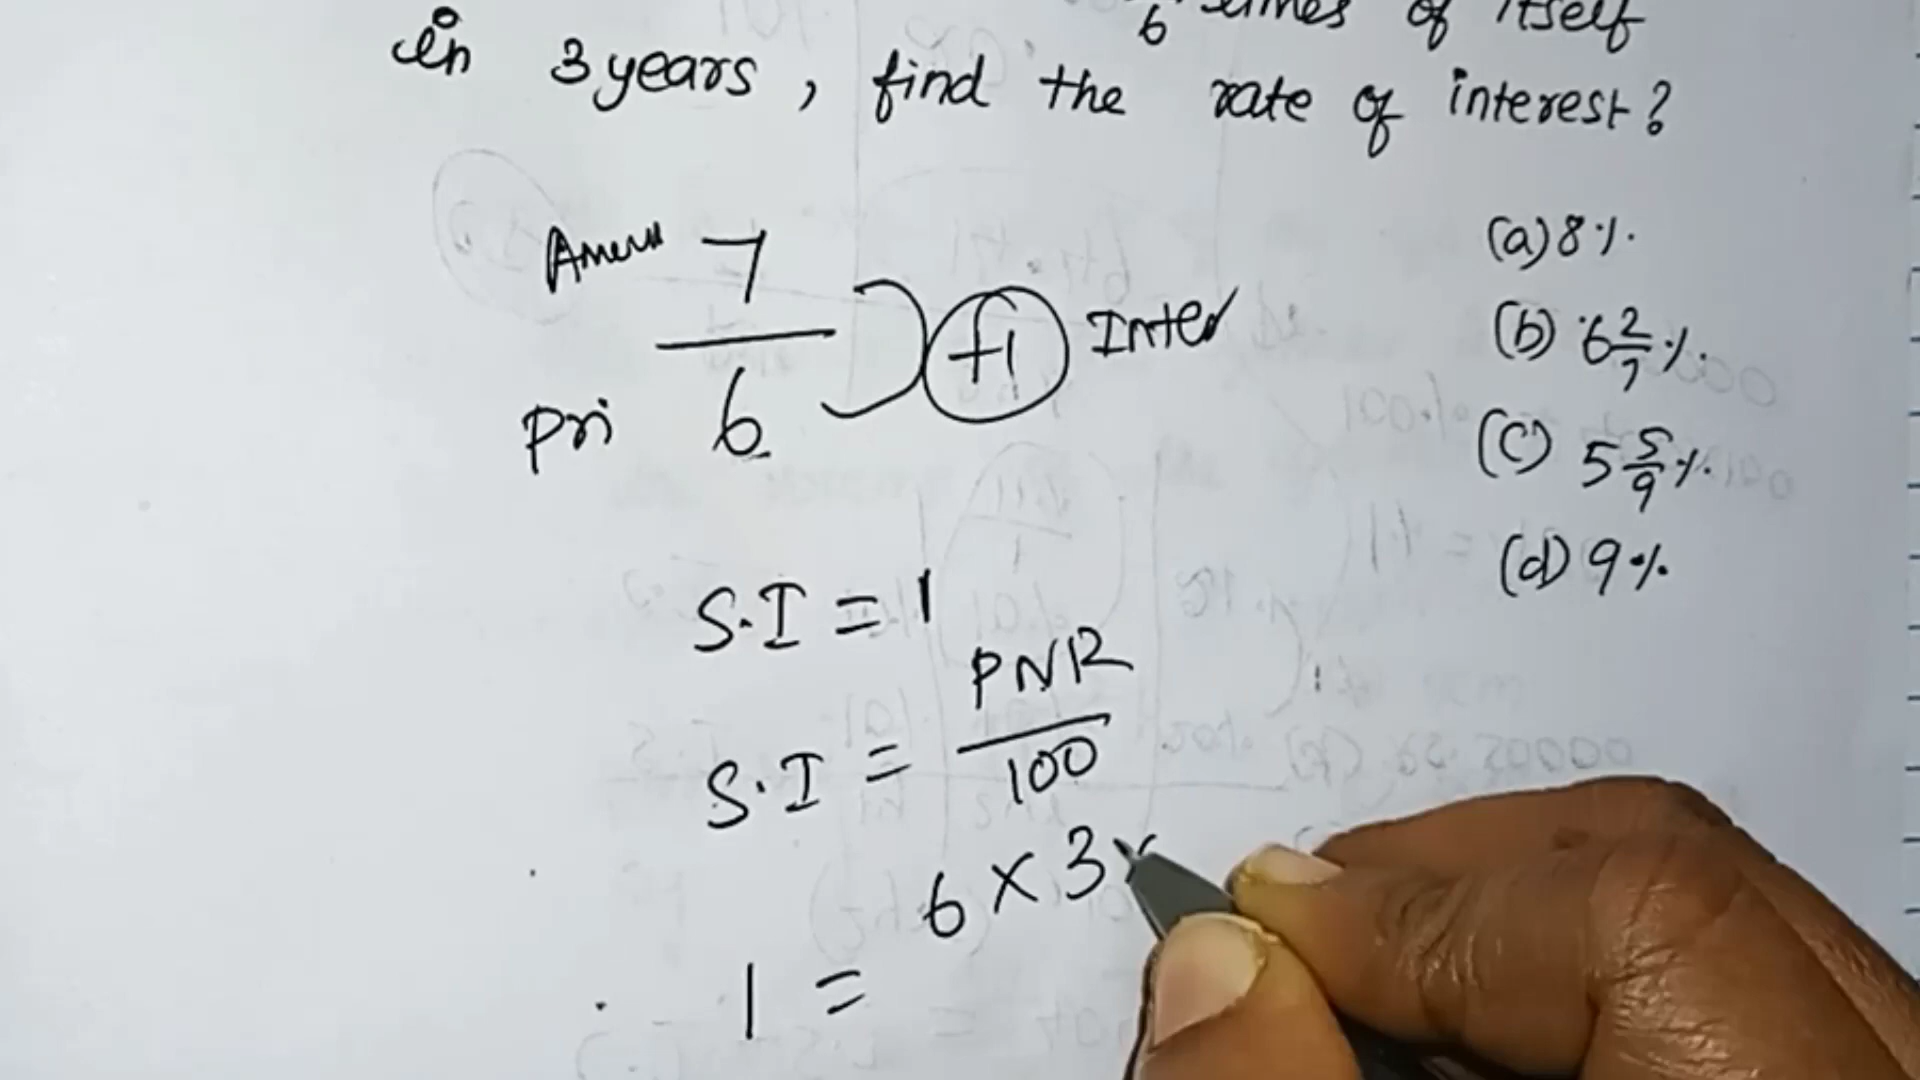 6 times of itself
in 3 years, find the rate of interest?
7
Pri 6 +1 Inter
(a) 8%
(b) 6 2/7 %
(c) 5 5/9 %
(d) 9%
S.I = 1
S.I = PNR/100
1 = 6 × 3 ×